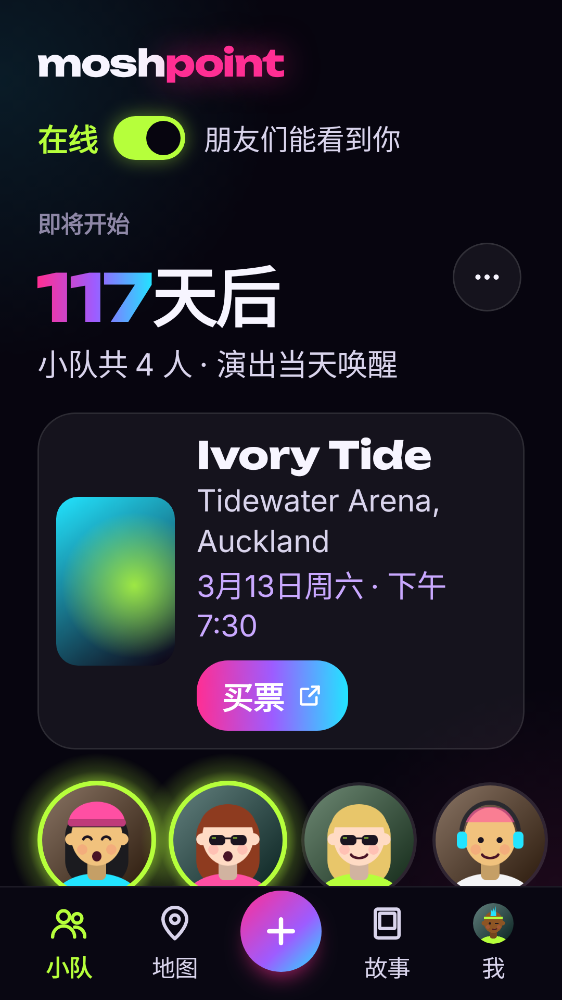 moshpoint
在线 朋友们能看到你
即将开始
117天后
小队共 4 人 · 演出当天唤醒
Ivory Tide
Tidewater Arena,
Auckland
3月13日周六 · 下午
7:30
买票
小队 地图 故事 我